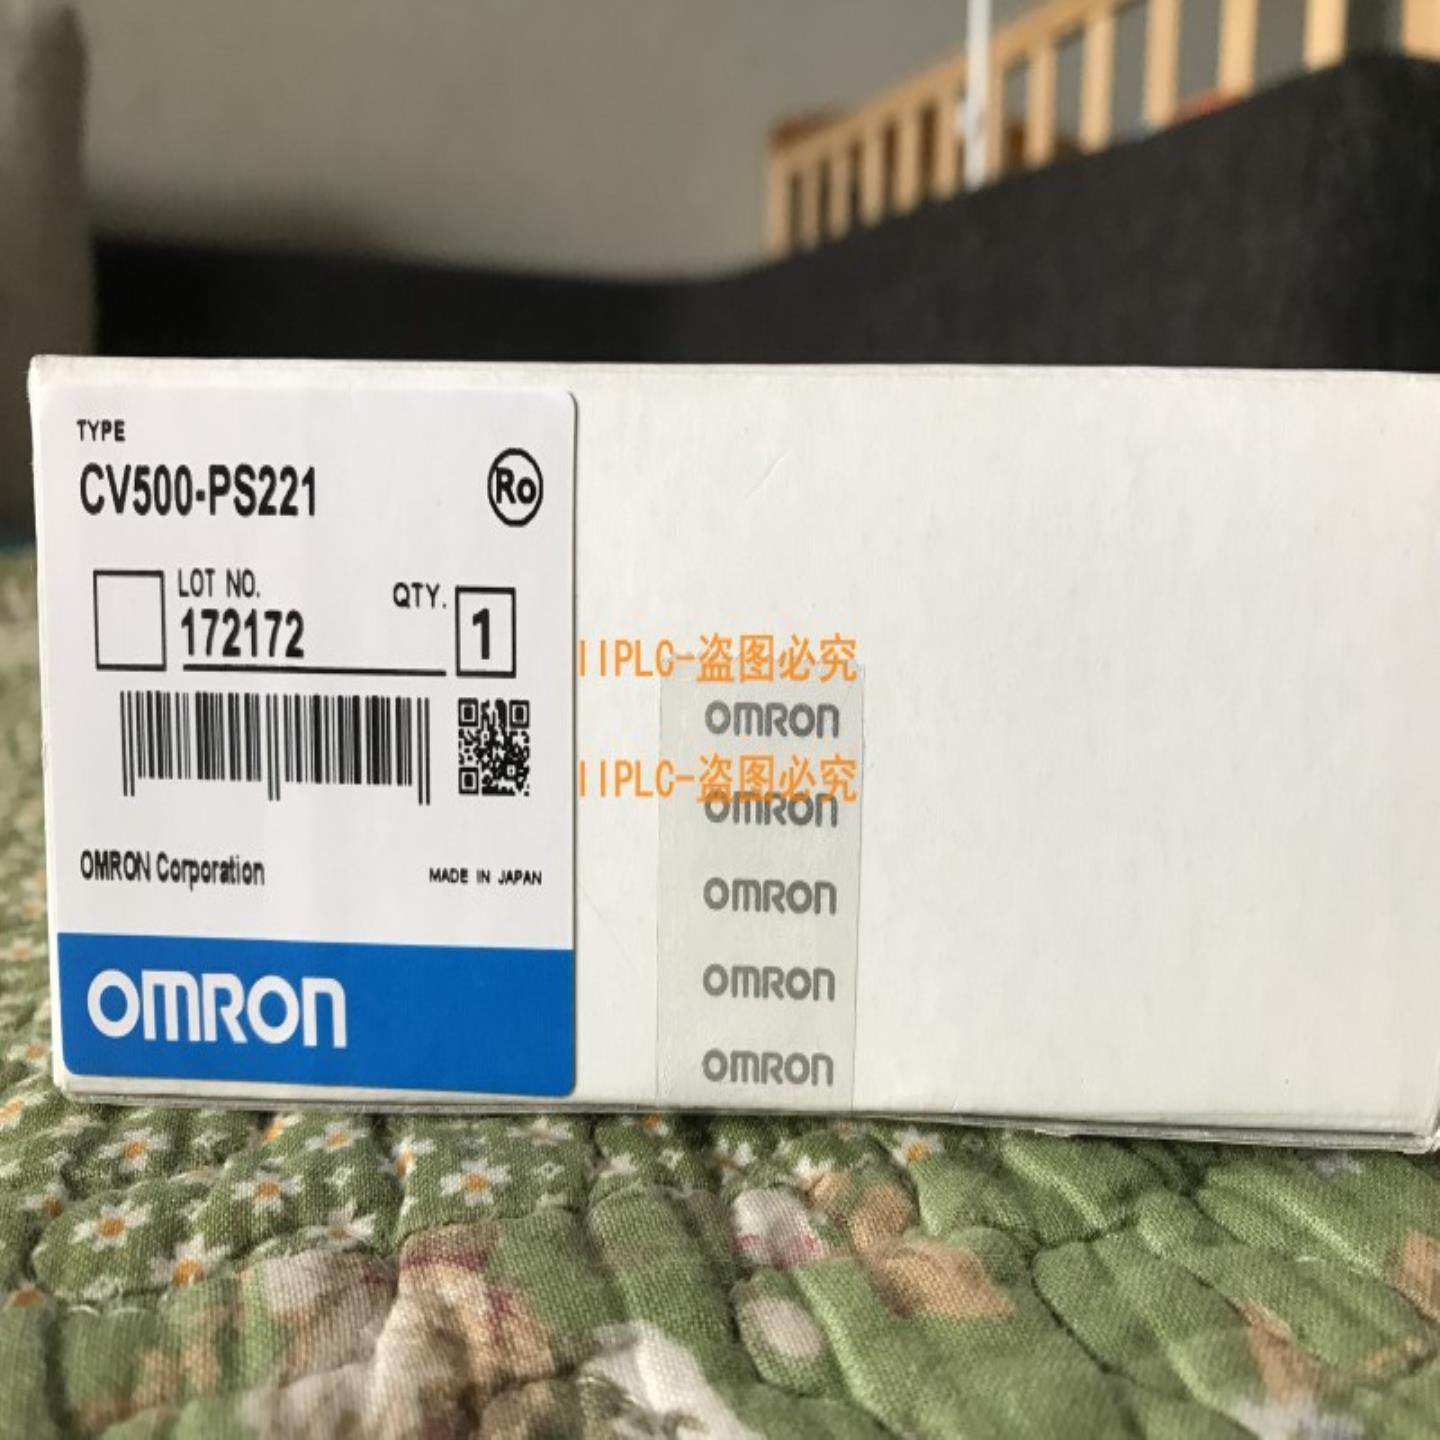 TYPE
CV500-PS221
Ro
LOT NO.
172172
QTY.
1
OMRON Corporation
MADE IN JAPAN
OMRON
IIPLC-盗图必究
OMRON
IIPLC-盗图必究
OMRON
OMRON
OMRON
OMRON